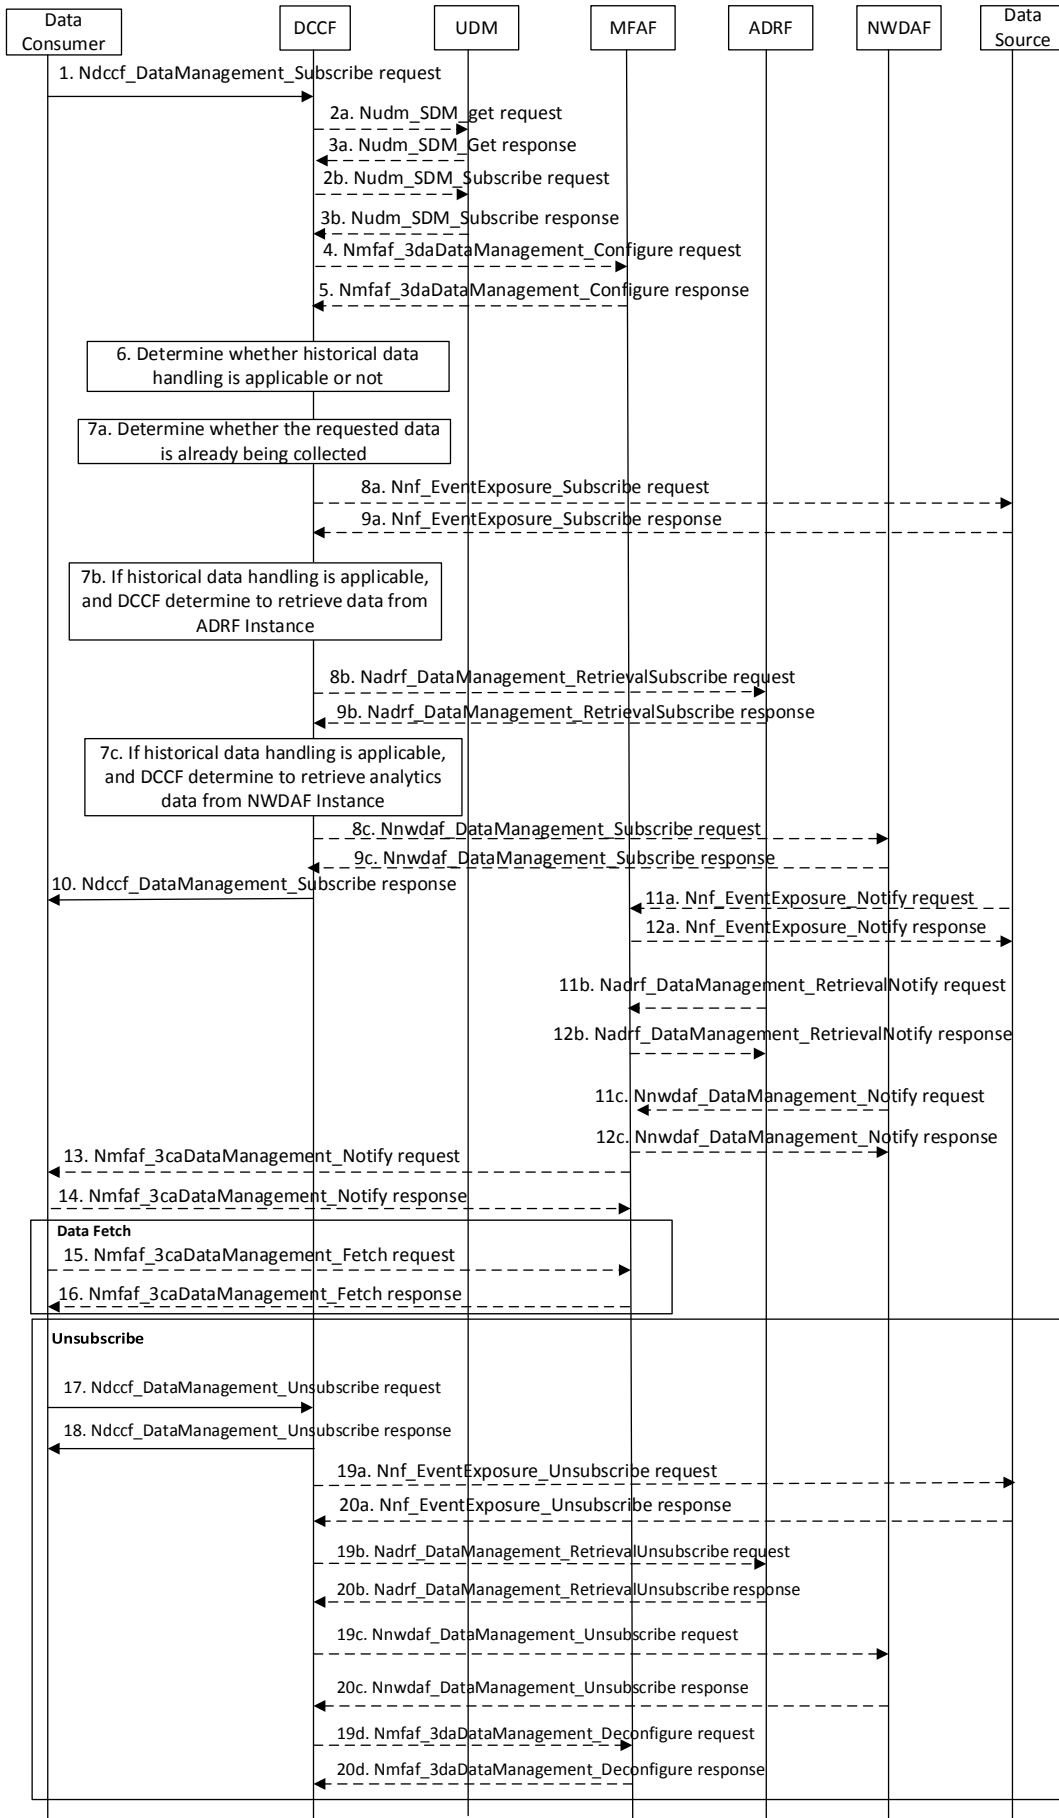 Data
Consumer
DCCF
UDM
MFAF
ADRF
NWDAF
Data
Source
1. Ndccf_DataManagement_Subscribe request
2a. Nudm_SDM_get request
3a. Nudm_SDM_Get response
2b. Nudm_SDM_Subscribe request
3b. Nudm_SDM_Subscribe response
4. Nmfaf_3daDataManagement_Configure request
5. Nmfaf_3daDataManagement_Configure response
6. Determine whether historical data
handling is applicable or not
7a. Determine whether the requested data
is already being collected
8a. Nnf_EventExposure_Subscribe request
9a. Nnf_EventExposure_Subscribe response
7b. If historical data handling is applicable,
and DCCF determine to retrieve data from
ADRF Instance
8b. Nadrf_DataManagement_RetrievalSubscribe request
9b. Nadrf_DataManagement_RetrievalSubscribe response
7c. If historical data handling is applicable,
and DCCF determine to retrieve analytics
data from NWDAF Instance
8c. Nnwdaf_DataManagement_Subscribe request
9c. Nnwdaf_DataManagement_Subscribe response
10. Ndccf_DataManagement_Subscribe response
11a. Nnf_EventExposure_Notify request
12a. Nnf_EventExposure_Notify response
11b. Nadrf_DataManagement_RetrievalNotify request
12b. Nadrf_DataManagement_RetrievalNotify response
11c. Nnwdaf_DataManagement_Notify request
12c. Nnwdaf_DataManagement_Notify response
13. Nmfaf_3caDataManagement_Notify request
14. Nmfaf_3caDataManagement_Notify response
Data Fetch
15. Nmfaf_3caDataManagement_Fetch request
16. Nmfaf_3caDataManagement_Fetch response
Unsubscribe
17. Ndccf_DataManagement_Unsubscribe request
18. Ndccf_DataManagement_Unsubscribe response
19a. Nnf_EventExposure_Unsubscribe request
20a. Nnf_EventExposure_Unsubscribe response
19b. Nadrf_DataManagement_RetrievalUnsubscribe request
20b. Nadrf_DataManagement_RetrievalUnsubscribe response
19c. Nnwdaf_DataManagement_Unsubscribe request
20c. Nnwdaf_DataManagement_Unsubscribe response
19d. Nmfaf_3daDataManagement_Deconfigure request
20d. Nmfaf_3daDataManagement_Deconfigure response